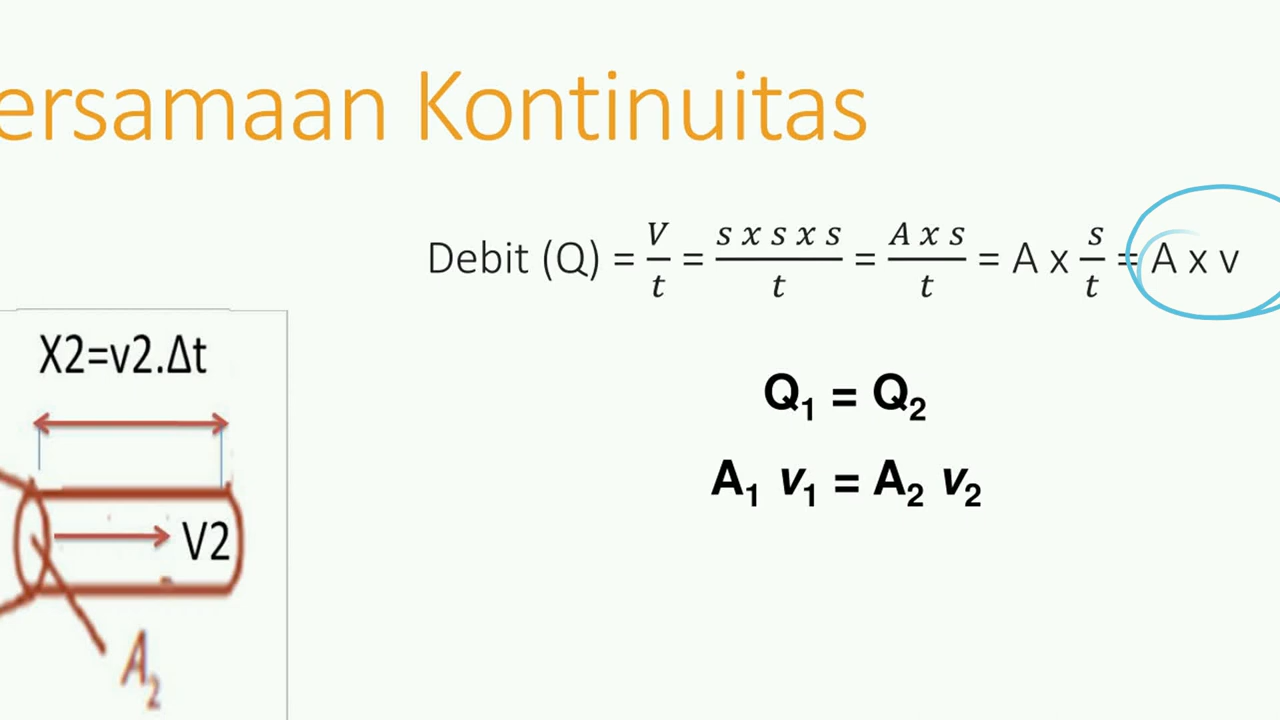 ersamaan Kontinuitas
Debit (Q) = V/t = s x s x s/t = A x s/t = A x s/t = A x v
X2=v2.Δt
Q₁ = Q₂
A₁ v₁ = A₂ v₂
V2
A₂